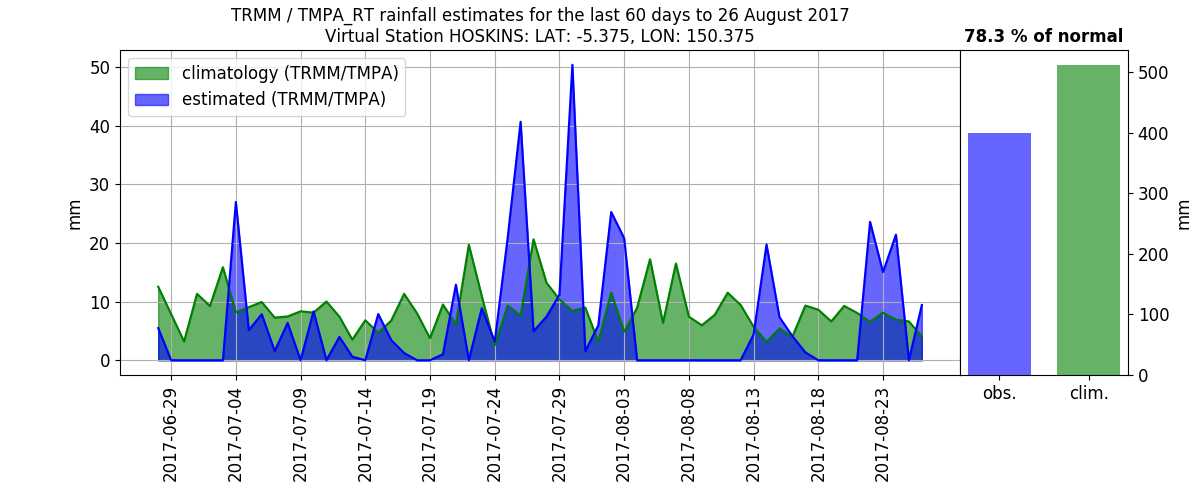 TRMM / TMPA_RT rainfall estimates for the last 60 days to 26 August 2017
Virtual Station HOSKINS: LAT: -5.375, LON: 150.375
78.3 % of normal
climatology (TRMM/TMPA)
estimated (TRMM/TMPA)
50
40
30
20
10
0
mm
2017-06-29
2017-07-04
2017-07-09
2017-07-14
2017-07-19
2017-07-24
2017-07-29
2017-08-03
2017-08-08
2017-08-13
2017-08-18
2017-08-23
500
400
300
200
100
0
mm
obs.
clim.